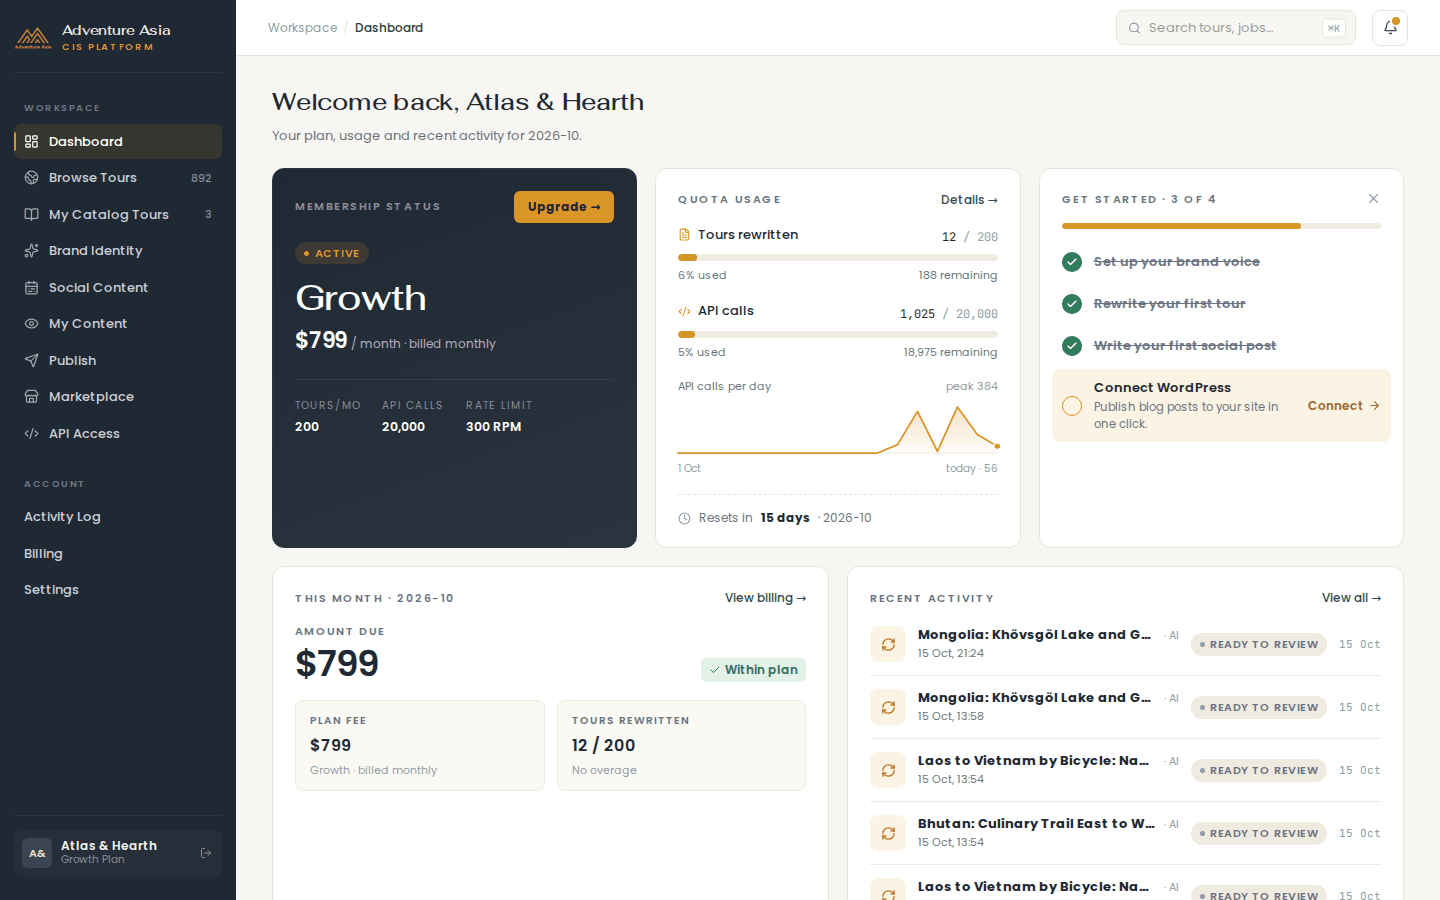 Adventure Asia
Adventure Asia
CIS PLATFORM
WORKSPACE
Dashboard
Browse Tours 892
My Catalog Tours 3
Brand Identity
Social Content
My Content
Publish
Marketplace
API Access
ACCOUNT
Activity Log
Billing
Settings
A& Atlas & Hearth
Growth Plan
Workspace / Dashboard
Search tours, jobs... ⌘K
Welcome back, Atlas & Hearth
Your plan, usage and recent activity for 2026-10.
MEMBERSHIP STATUS
Upgrade →
ACTIVE
Growth
$799 / month · billed monthly
TOURS/MO API CALLS RATE LIMIT
200 20,000 300 RPM
QUOTA USAGE Details →
Tours rewritten 12 / 200
6% used 188 remaining
API calls 1,025 / 20,000
5% used 18,975 remaining
API calls per day peak 384
1 Oct today · 56
Resets in 15 days · 2026-10
GET STARTED · 3 OF 4
Set up your brand voice
Rewrite your first tour
Write your first social post
Connect WordPress
Publish blog posts to your site in one click.
Connect →
THIS MONTH · 2026-10 View billing →
AMOUNT DUE
$799
Within plan
PLAN FEE
$799
Growth · billed monthly
TOURS REWRITTEN
12 / 200
No overage
RECENT ACTIVITY View all →
Mongolia: Khövsgöl Lake and G... · AI READY TO REVIEW 15 Oct
15 Oct, 21:24
Mongolia: Khövsgöl Lake and G... · AI READY TO REVIEW 15 Oct
15 Oct, 13:58
Laos to Vietnam by Bicycle: Na... · AI READY TO REVIEW 15 Oct
15 Oct, 13:54
Bhutan: Culinary Trail East to W... · AI READY TO REVIEW 15 Oct
15 Oct, 13:54
Laos to Vietnam by Bicycle: Na... · AI READY TO REVIEW 15 Oct